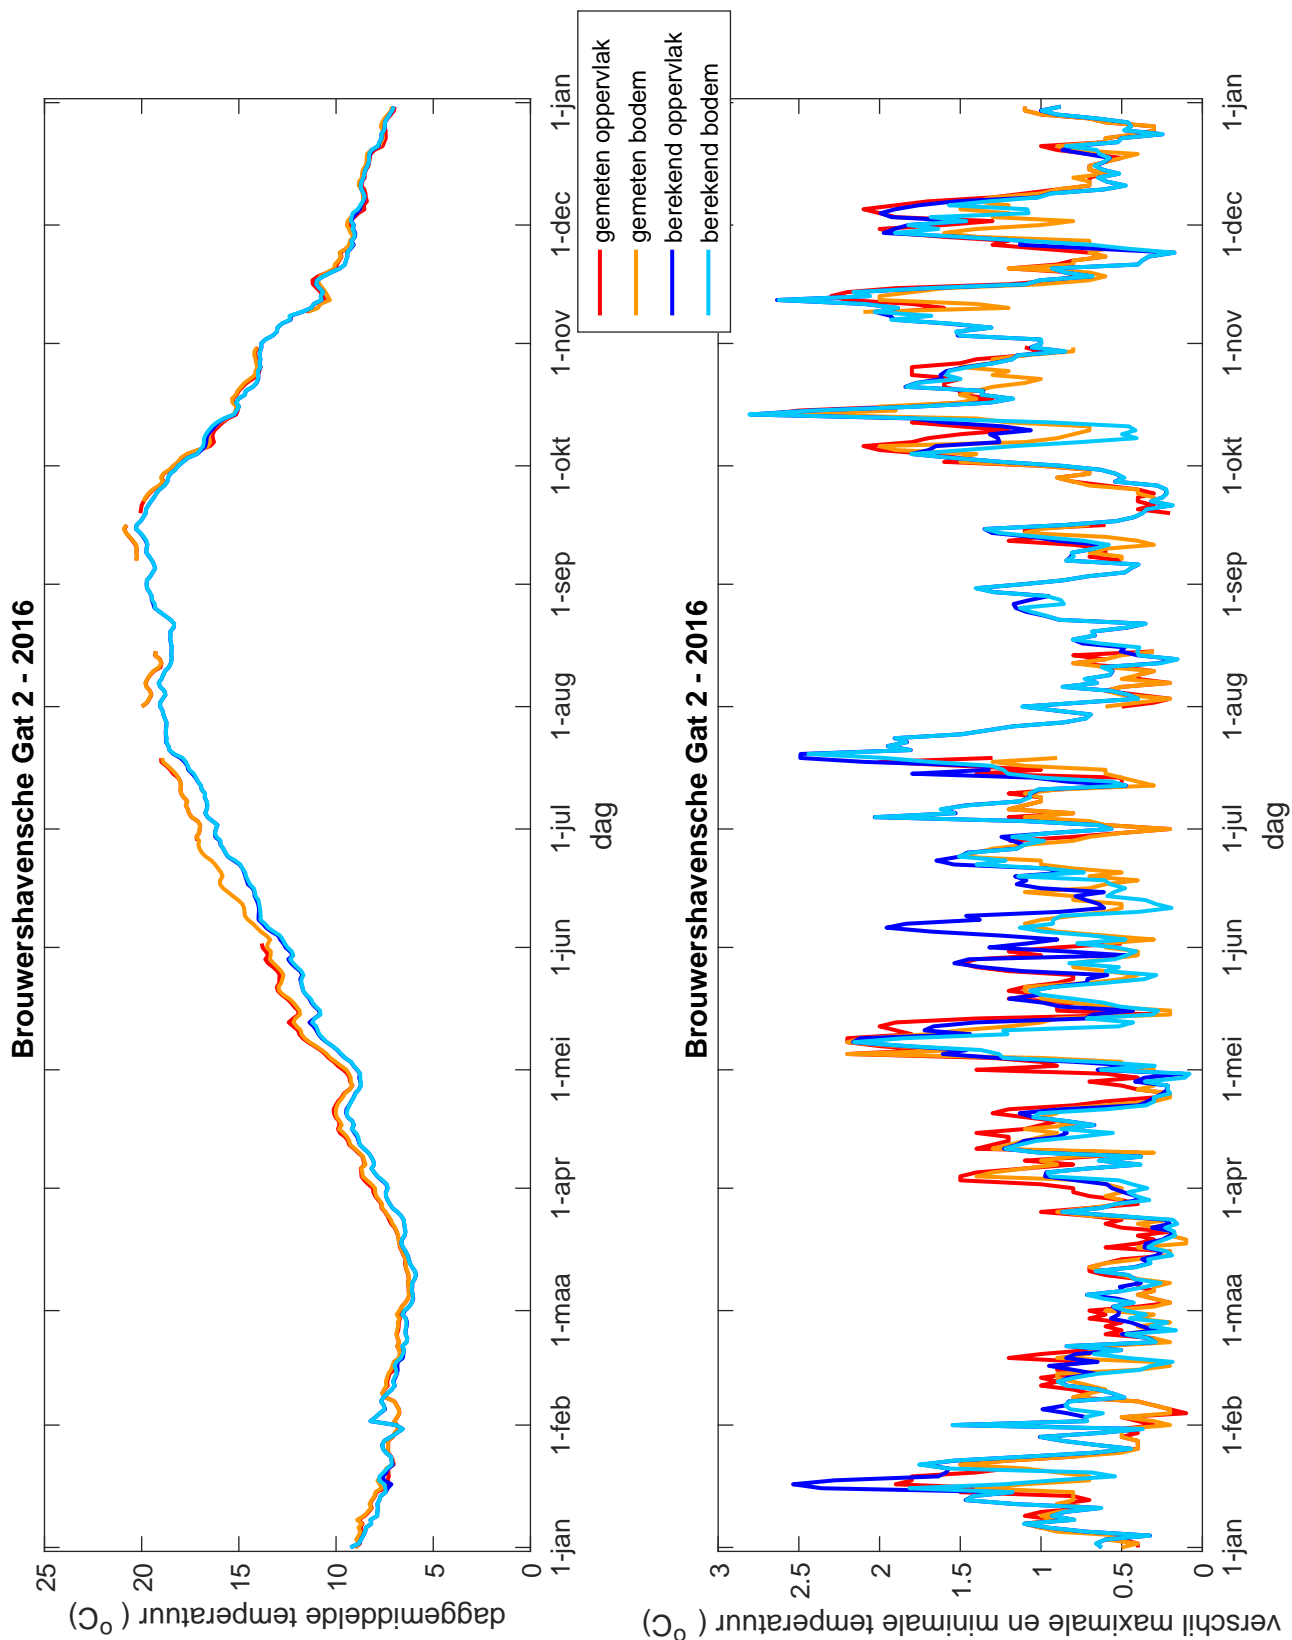 Brouwershavensche Gat 2 - 2016
daggemiddelde temperatuur ( °C)
25
20
15
10
5
0
1-jan
1-feb
1-maa
1-apr
1-mei
1-jun
1-jul
1-aug
1-sep
1-okt
1-nov
1-dec
1-jan
dag
gemeten oppervlak
gemeten bodem
berekend oppervlak
berekend bodem
Brouwershavensche Gat 2 - 2016
verschil maximale en minimale temperatuur ( °C)
3
2.5
2
1.5
1
0.5
0
1-jan
1-feb
1-maa
1-apr
1-mei
1-jun
1-jul
1-aug
1-sep
1-okt
1-nov
1-dec
1-jan
dag